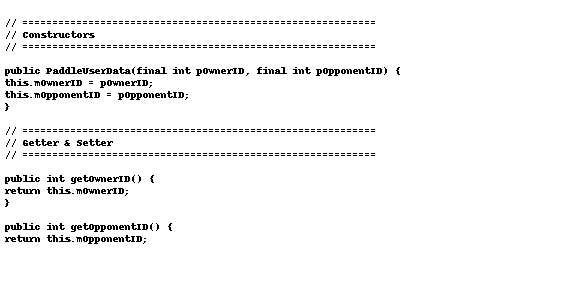 // ===========================================================
// Constructors
// ===========================================================
public PaddleUserData(final int pOwnerID, final int pOpponentID) {
this.mOwnerID = pOwnerID;
this.mOpponentID = pOpponentID;
}
// ===========================================================
// Getter & Setter
// ===========================================================
public int getOwnerID() {
return this.mOwnerID;
}
public int getOpponentID() {
return this.mOpponentID;